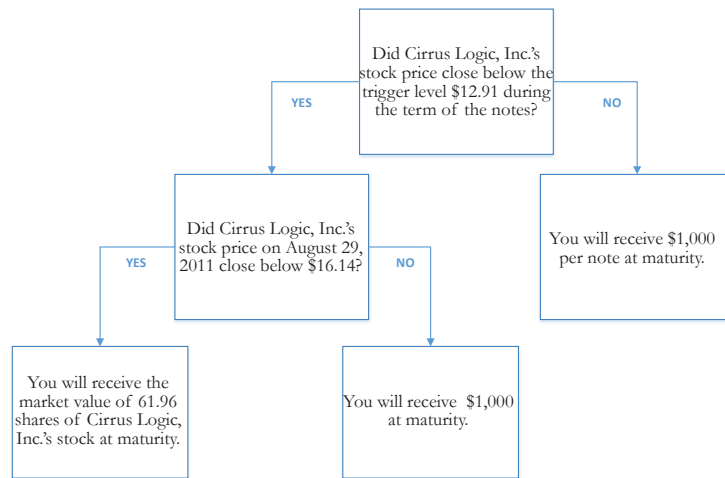 Did Cirrus Logic, Inc.'s
stock price close below the
trigger level $12.91 during
the term of the notes?
YES
NO
Did Cirrus Logic, Inc.'s
stock price on August 29,
2011 close below $16.14?
You will receive $1,000
per note at maturity.
YES
NO
You will receive the
market value of 61.96
shares of Cirrus Logic,
Inc.'s stock at maturity.
You will receive $1,000
at maturity.